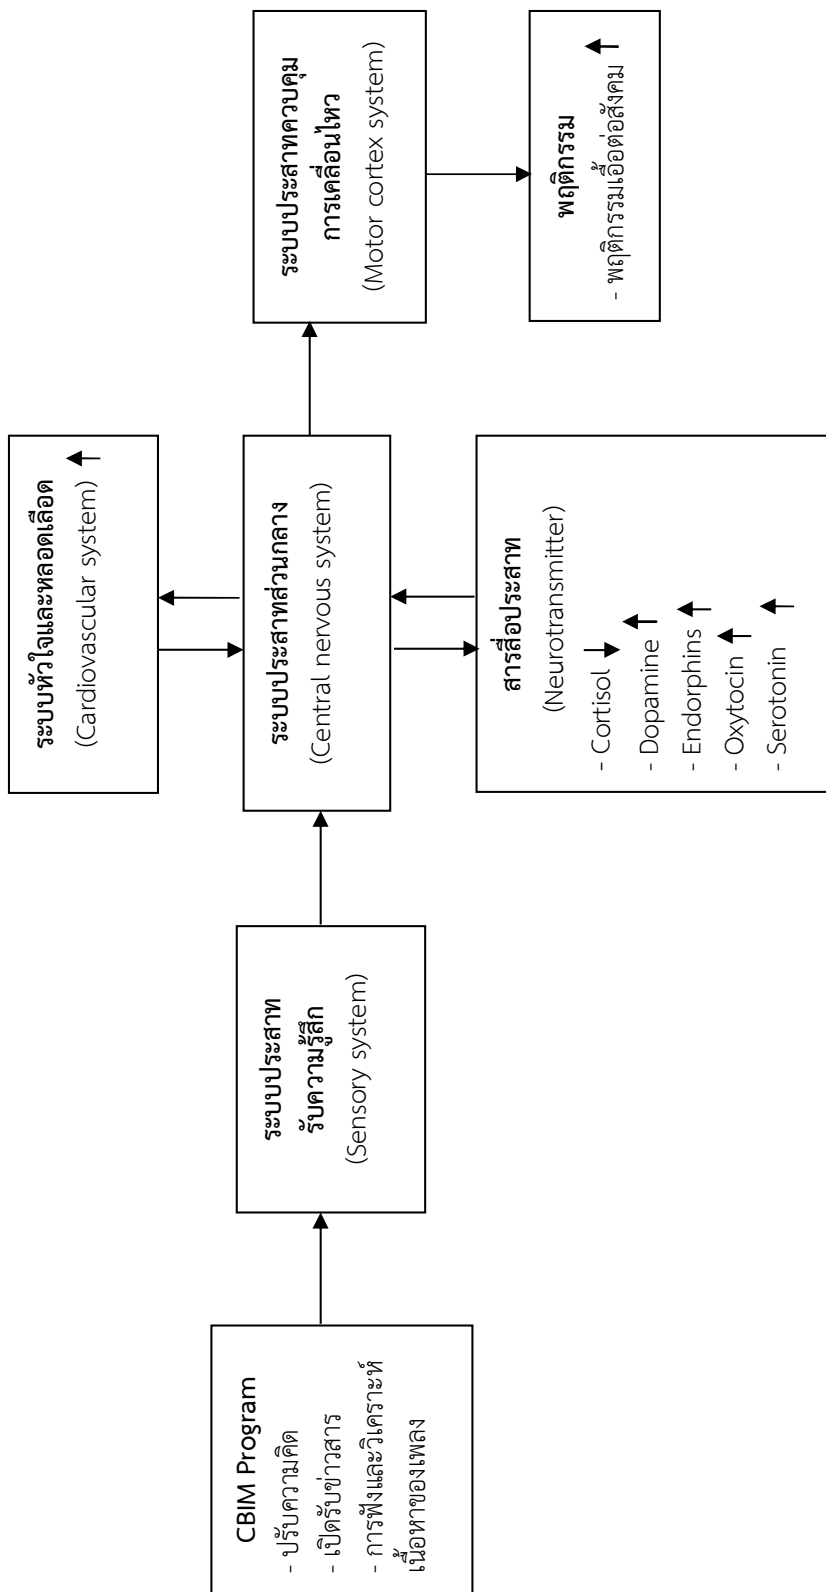 CBIM Program
- ปรับความคิด
- เปิดรับข่าวสาร
- การฟังและวิเคราะห์
เนื้อหาของเพลง
ระบบประสาท
รับความรู้สึก
(Sensory system)
ระบบหัวใจและหลอดเลือด
(Cardiovascular system)
ระบบประสาทส่วนกลาง
(Central nervous system)
สารสื่อประสาท
(Neurotransmitter)
- Cortisol
- Dopamine
- Endorphins
- Oxytocin
- Serotonin
ระบบประสาทควบคุม
การเคลื่อนไหว
(Motor cortex system)
พฤติกรรม
- พฤติกรรมเอื้อต่อสังคม